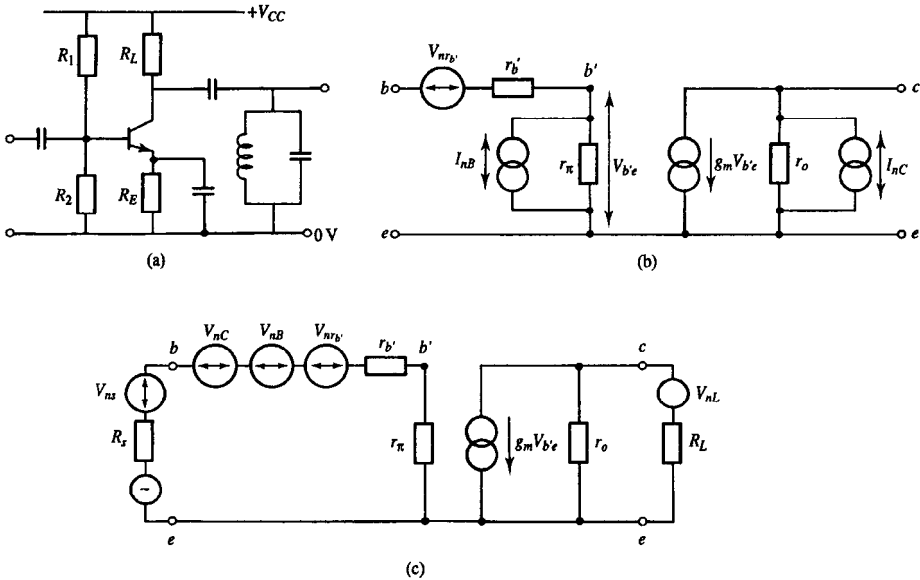 +V_CC
R_1
R_L
R_2
R_E
0 V
(a)
V_nr_b'
r_b'
b'
b
I_nB
r_π
V_b'e
g_m V_b'e
r_o
I_nC
c
e
e
(b)
V_nC
V_nB
V_nr_b'
r_b'
b
b'
c
V_ns
V_nL
R_s
r_π
g_m V_b'e
r_o
R_L
~
e
e
(c)